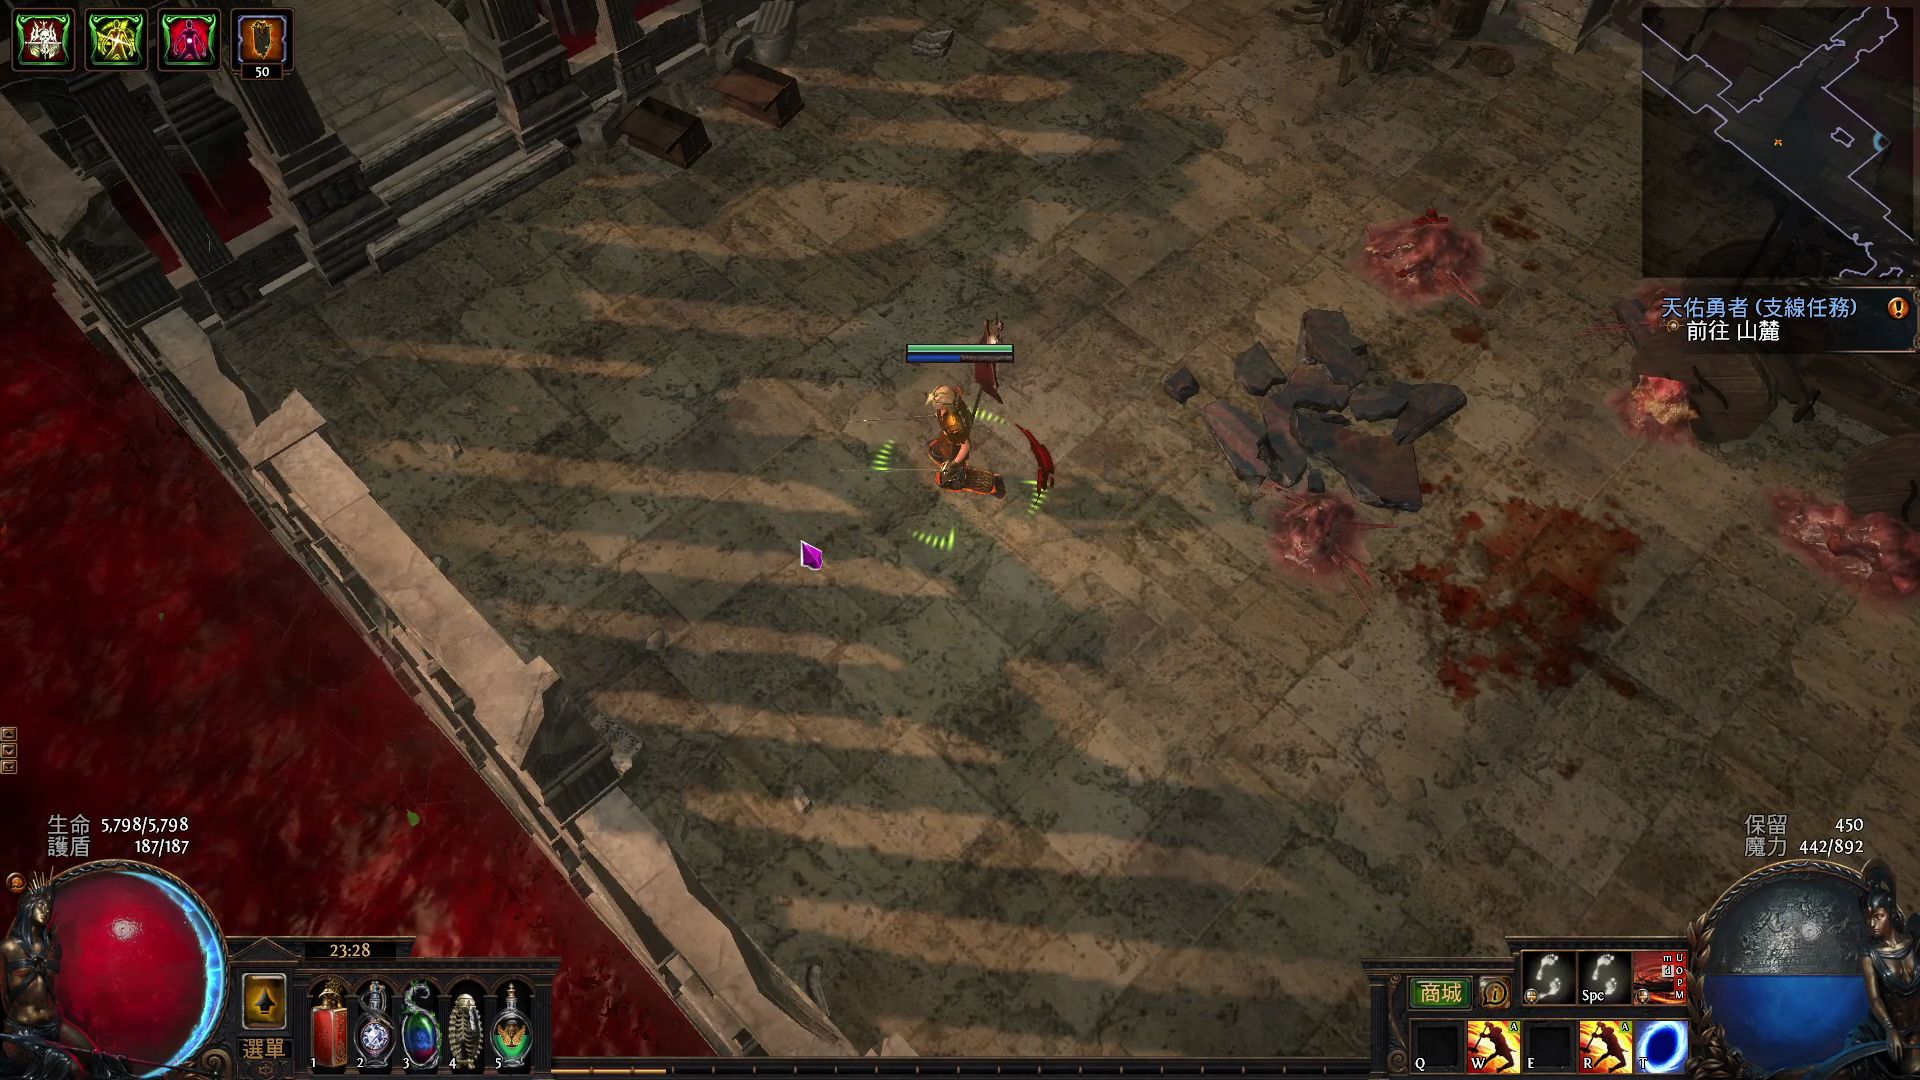 50
天佑勇者 (支線任務)
前往 山麓
生命 5,798/5,798
護盾 187/187
保留 450
魔力 442/892
23:28
選單
1 2 3 4 5
商城
Spc
m U
d O
P
M
Q W A E R A T